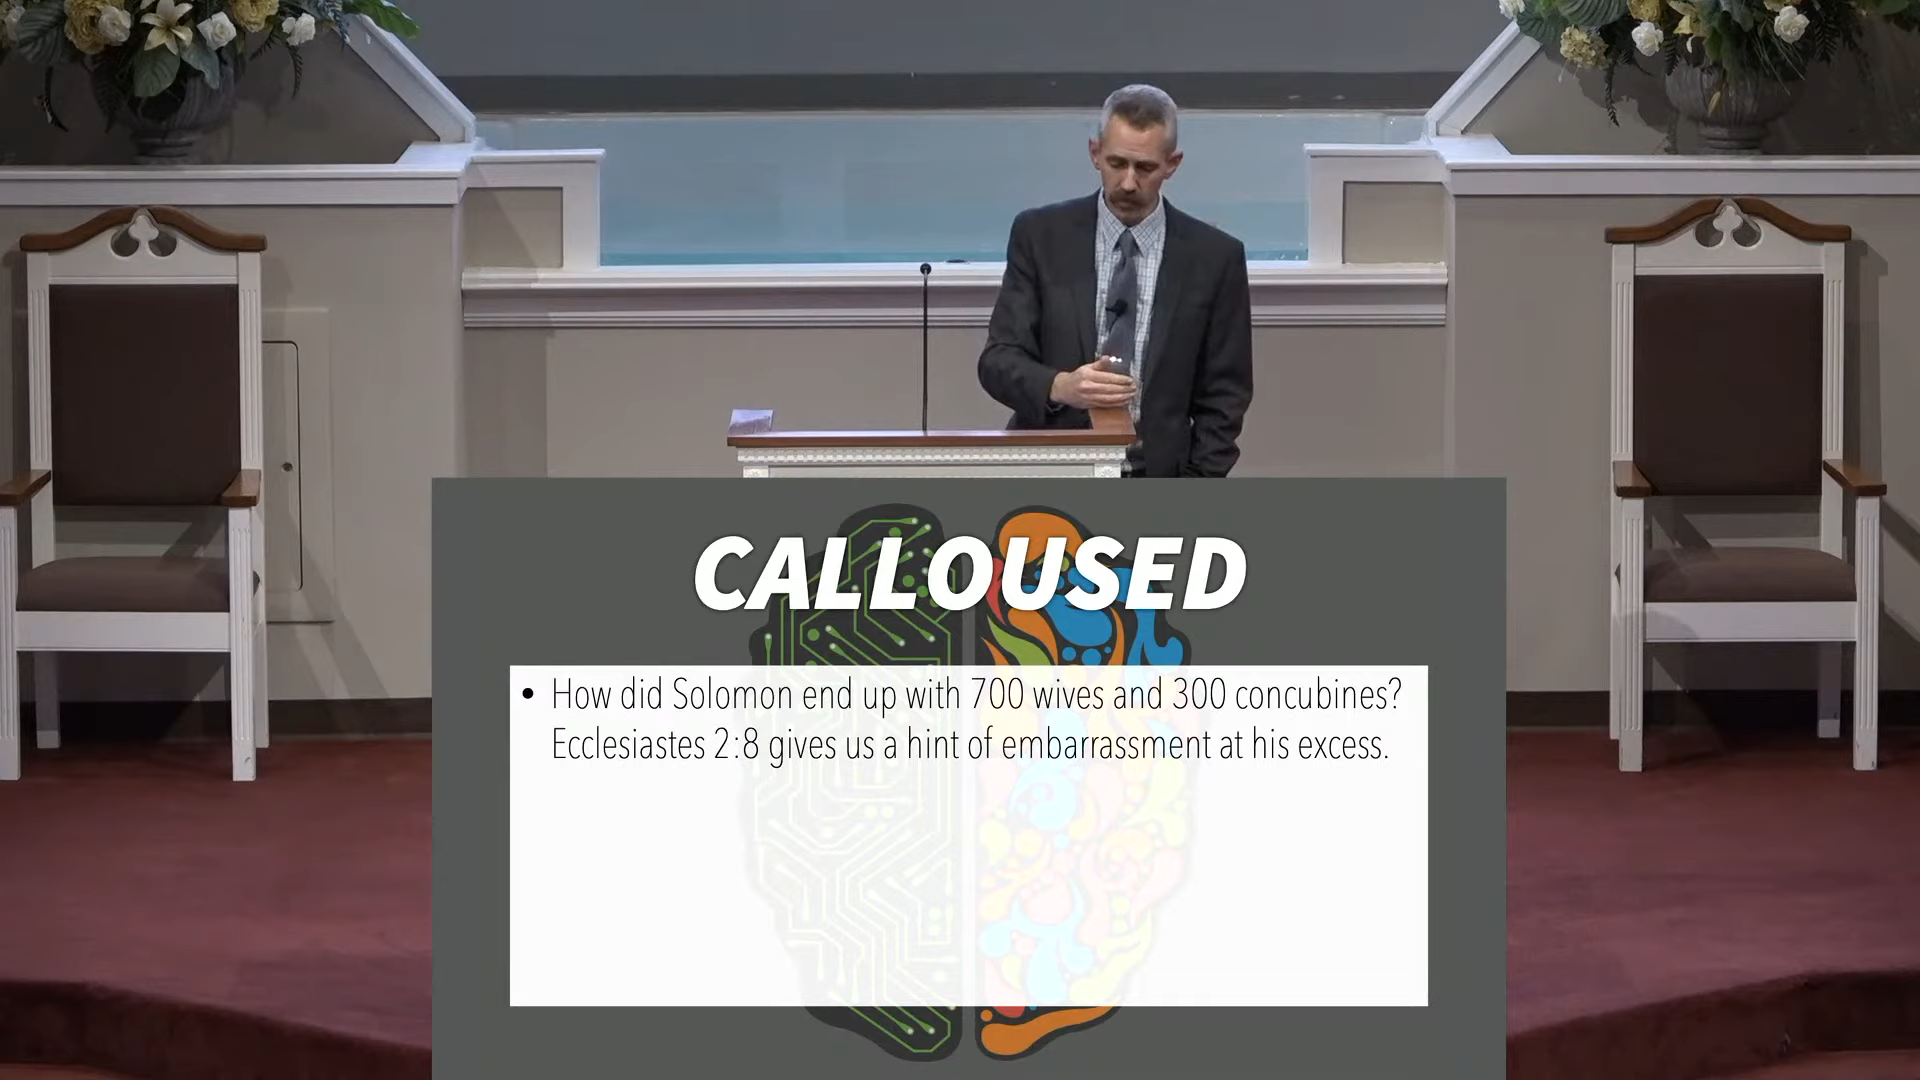 CALLOUSED
• How did Solomon end up with 700 wives and 300 concubines?
Ecclesiastes 2:8 gives us a hint of embarrassment at his excess.